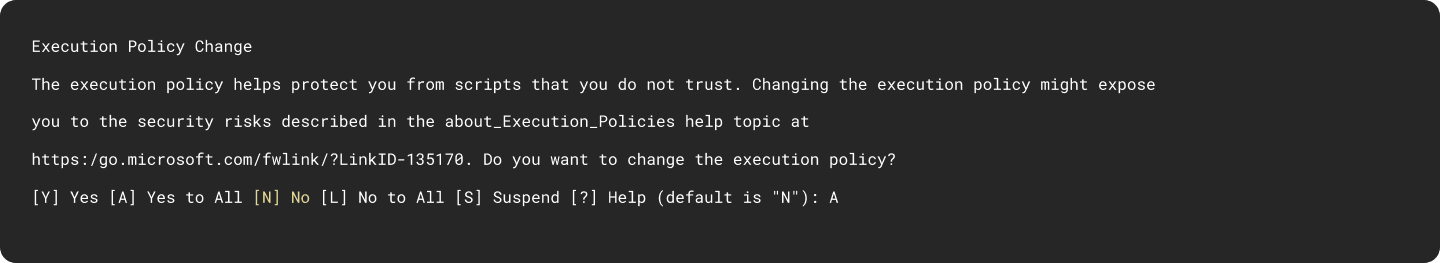 Execution Policy Change
The execution policy helps protect you from scripts that you do not trust. Changing the execution policy might expose
you to the security risks described in the about_Execution_Policies help topic at
https:/go.microsoft.com/fwlink/?LinkID-135170. Do you want to change the execution policy?
[Y] Yes [A] Yes to All [N] No [L] No to All [S] Suspend [?] Help (default is "N"): A